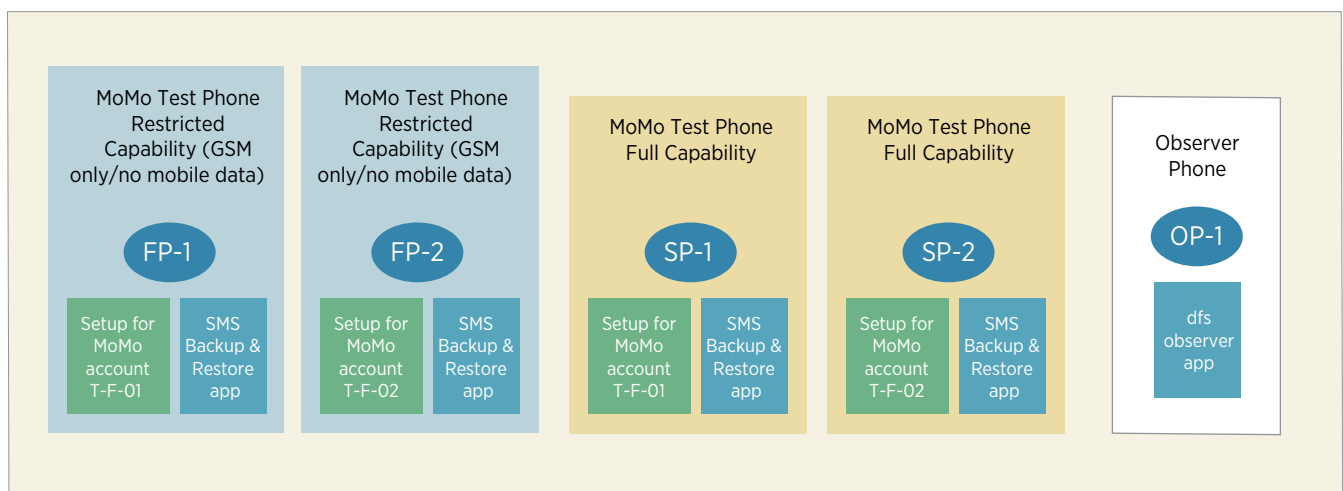 MoMo Test Phone
Restricted
Capability (GSM
only/no mobile data)
FP-1
Setup for
MoMo
account
T-F-01
SMS
Backup &
Restore
app
MoMo Test Phone
Restricted
Capability (GSM
only/no mobile data)
FP-2
Setup for
MoMo
account
T-F-02
SMS
Backup &
Restore
app
MoMo Test Phone
Full Capability
SP-1
Setup for
MoMo
account
T-F-01
SMS
Backup &
Restore
app
MoMo Test Phone
Full Capability
SP-2
Setup for
MoMo
account
T-F-02
SMS
Backup &
Restore
app
Observer
Phone
OP-1
dfs
observer
app